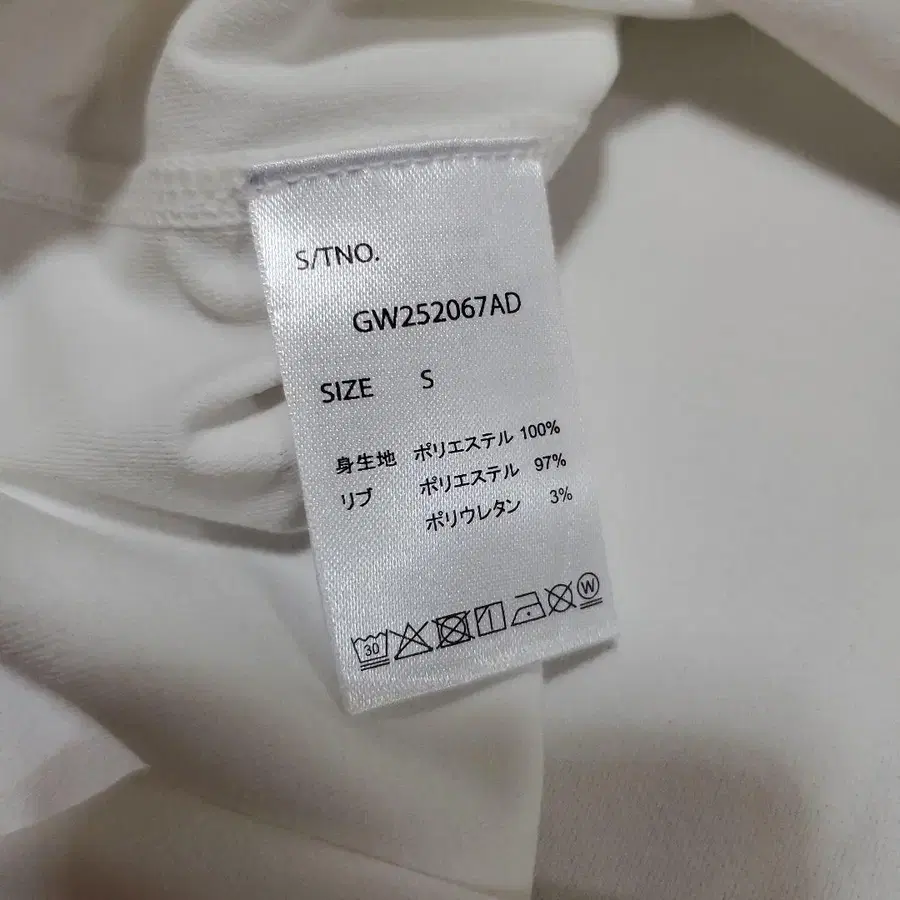 S/TNO.
GW252067AD
SIZE S
身生地 ポリエステル 100%
リブ ポリエステル 97%
ポリウレタン 3%
30 W